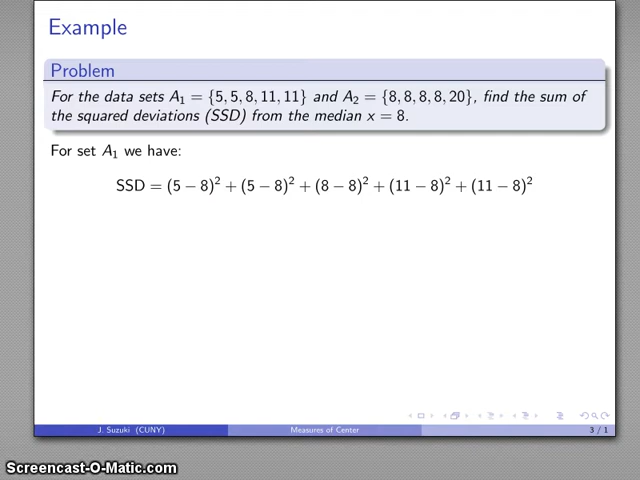 Example
Problem
For the data sets A₁ = {5, 5, 8, 11, 11} and A₂ = {8, 8, 8, 8, 20}, find the sum of
the squared deviations (SSD) from the median x = 8.
For set A₁ we have:
SSD = (5 − 8)² + (5 − 8)² + (8 − 8)² + (11 − 8)² + (11 − 8)²
J. Suzuki (CUNY) Measures of Center 3 / 1
Screencast-O-Matic.com